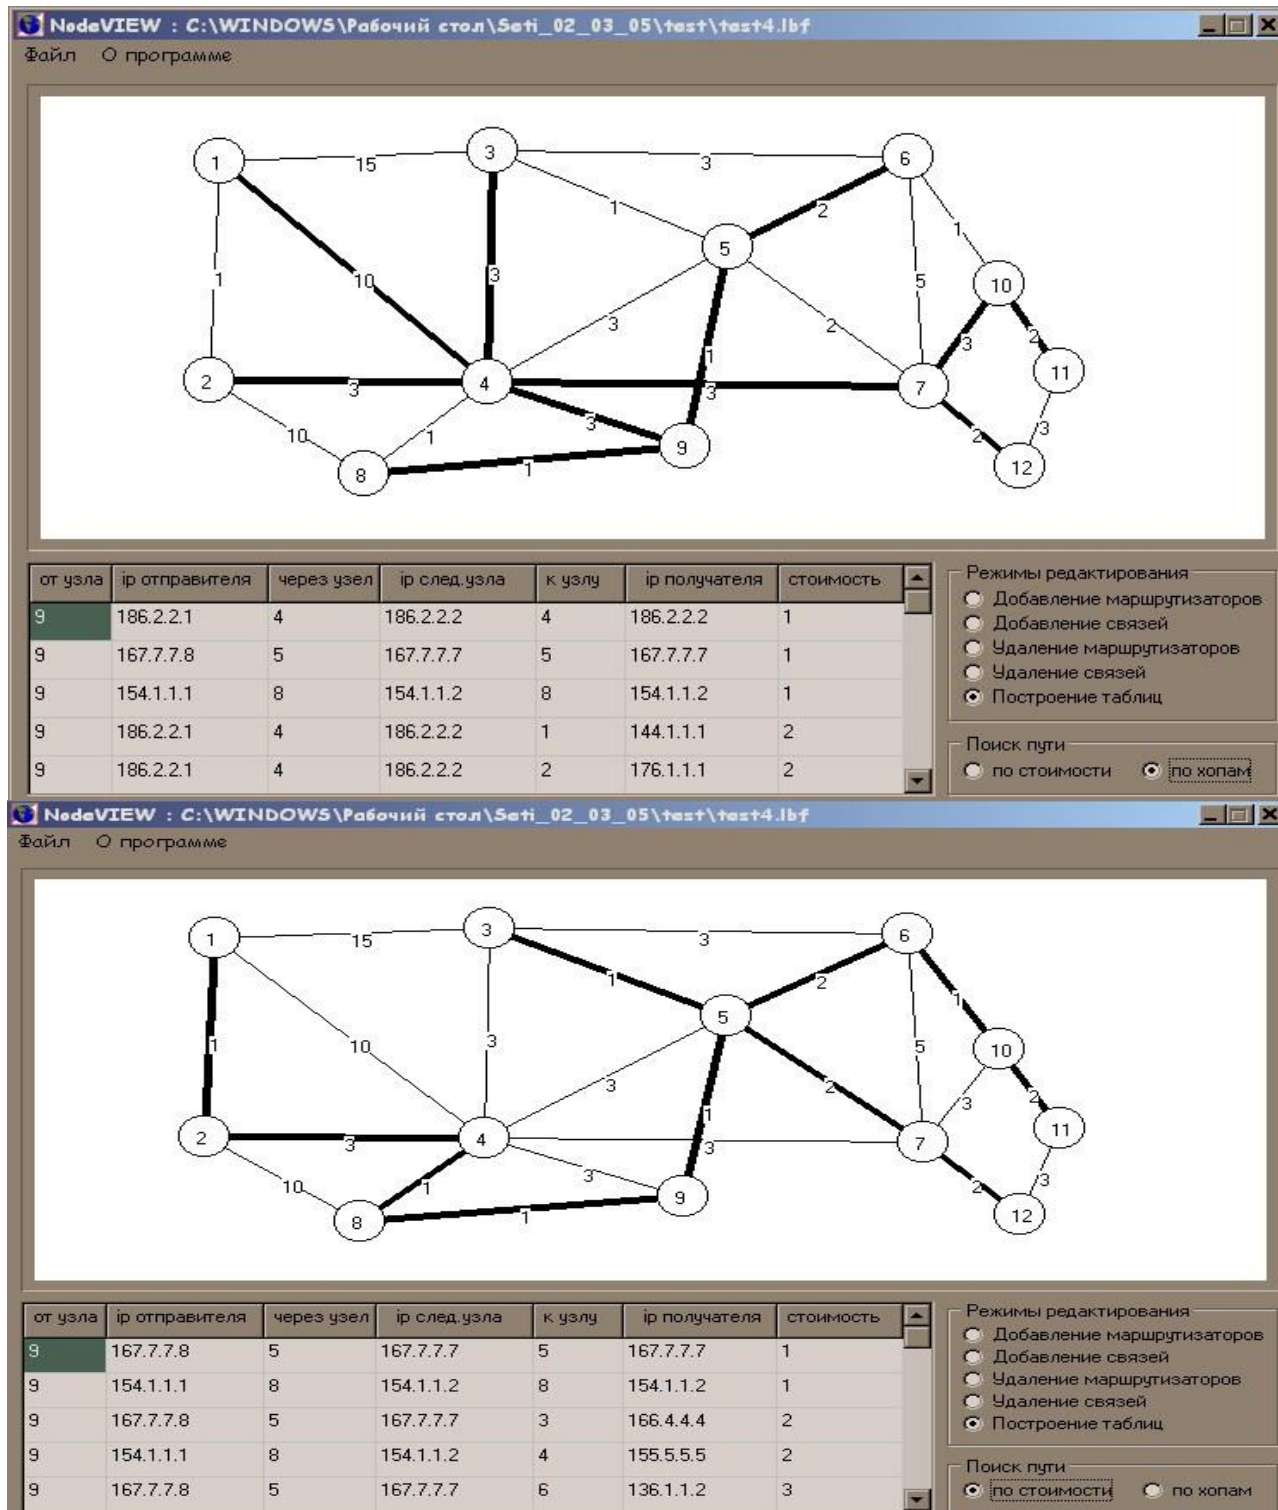 NodeVIEW : C:\WINDOWS\Рабочий стол\Seti_02_03_05\test\test4.lbf
Файл О программе
1 15 3 3 6
1 2 1
5
1 10 3 5 10
3 2
1 3 2
2 3 4 3 7 11
10 1 3 2 3
8 1 9 12
от узла ip отправителя через узел ip след.узла к узлу ip получателя стоимость
9 186.2.2.1 4 186.2.2.2 4 186.2.2.2 1
9 167.7.7.8 5 167.7.7.7 5 167.7.7.7 1
9 154.1.1.1 8 154.1.1.2 8 154.1.1.2 1
9 186.2.2.1 4 186.2.2.2 1 144.1.1.1 2
9 186.2.2.1 4 186.2.2.2 2 176.1.1.1 2
Режимы редактирования
Добавление маршрутизаторов
Добавление связей
Удаление маршрутизаторов
Удаление связей
Построение таблиц
Поиск пути
по стоимости по хопам
NodeVIEW : C:\WINDOWS\Рабочий стол\Seti_02_03_05\test\test4.lbf
Файл О программе
1 15 3 3 6
1 2 1
5
1 10 3 5 10
3 2
1 3 2
2 3 4 3 7 11
10 1 3 2 3
8 1 9 12
от узла ip отправителя через узел ip след.узла к узлу ip получателя стоимость
9 167.7.7.8 5 167.7.7.7 5 167.7.7.7 1
9 154.1.1.1 8 154.1.1.2 8 154.1.1.2 1
9 167.7.7.8 5 167.7.7.7 3 166.4.4.4 2
9 154.1.1.1 8 154.1.1.2 4 155.5.5.5 2
9 167.7.7.8 5 167.7.7.7 6 136.1.1.2 3
Режимы редактирования
Добавление маршрутизаторов
Добавление связей
Удаление маршрутизаторов
Удаление связей
Построение таблиц
Поиск пути
по стоимости по хопам